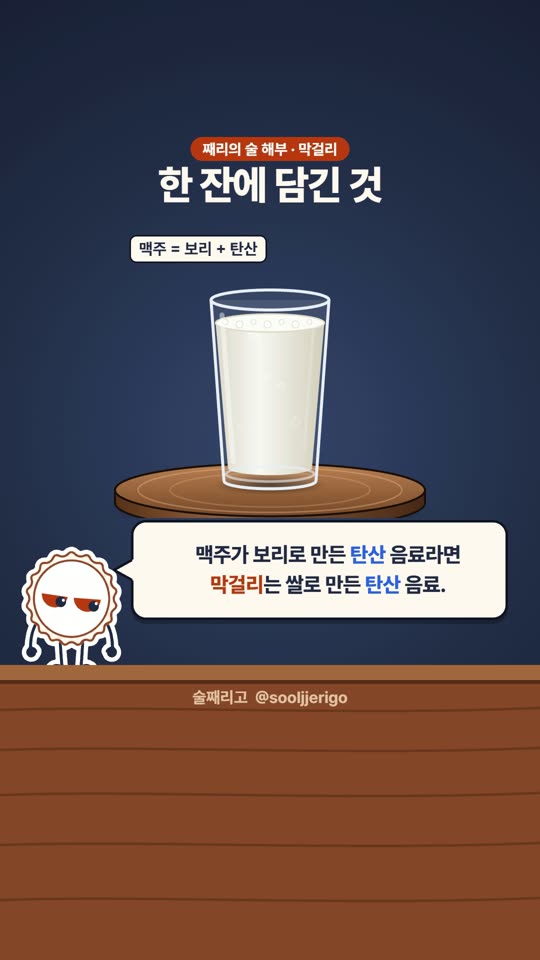 째리의 술 해부 · 막걸리
한 잔에 담긴 것
맥주 = 보리 + 탄산
맥주가 보리로 만든 탄산 음료라면
막걸리는 쌀로 만든 탄산 음료.
술째리고 @sooljjerigo